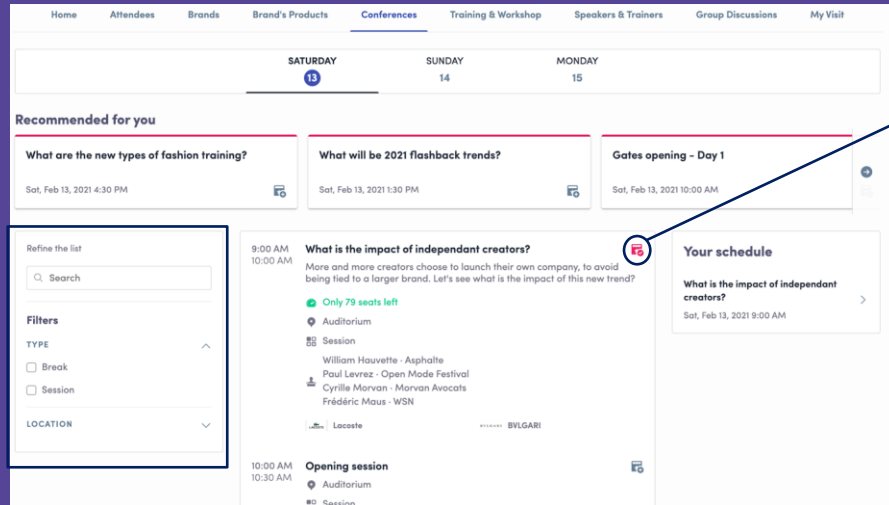 Home Attendees Brands Brand's Products Conferences Training & Workshop Speakers & Trainers Group Discussions My Visit
SATURDAY SUNDAY MONDAY
13 14 15
Recommended for you
What are the new types of fashion training? What will be 2021 flashback trends? Gates opening - Day 1
Sat, Feb 13, 2021 4:30 PM Sat, Feb 13, 2021 1:30 PM Sat, Feb 13, 2021 10:00 AM
Refine the list
Search
Filters
TYPE
Break
Session
LOCATION
9:00 AM What is the impact of independant creators?
10:00 AM More and more creators choose to launch their own company, to avoid
being tied to a larger brand. Let's see what is the impact of this new trend?
Only 79 seats left
Auditorium
Session
William Hauvette · Asphalte
Paul Levrez · Open Mode Festival
Cyrille Morvan · Morvan Avocats
Frédéric Maus · WSN
Lacoste BVLGARI
10:00 AM Opening session
10:30 AM Auditorium
Session
Your schedule
What is the impact of independant
creators?
Sat, Feb 13, 2021 9:00 AM